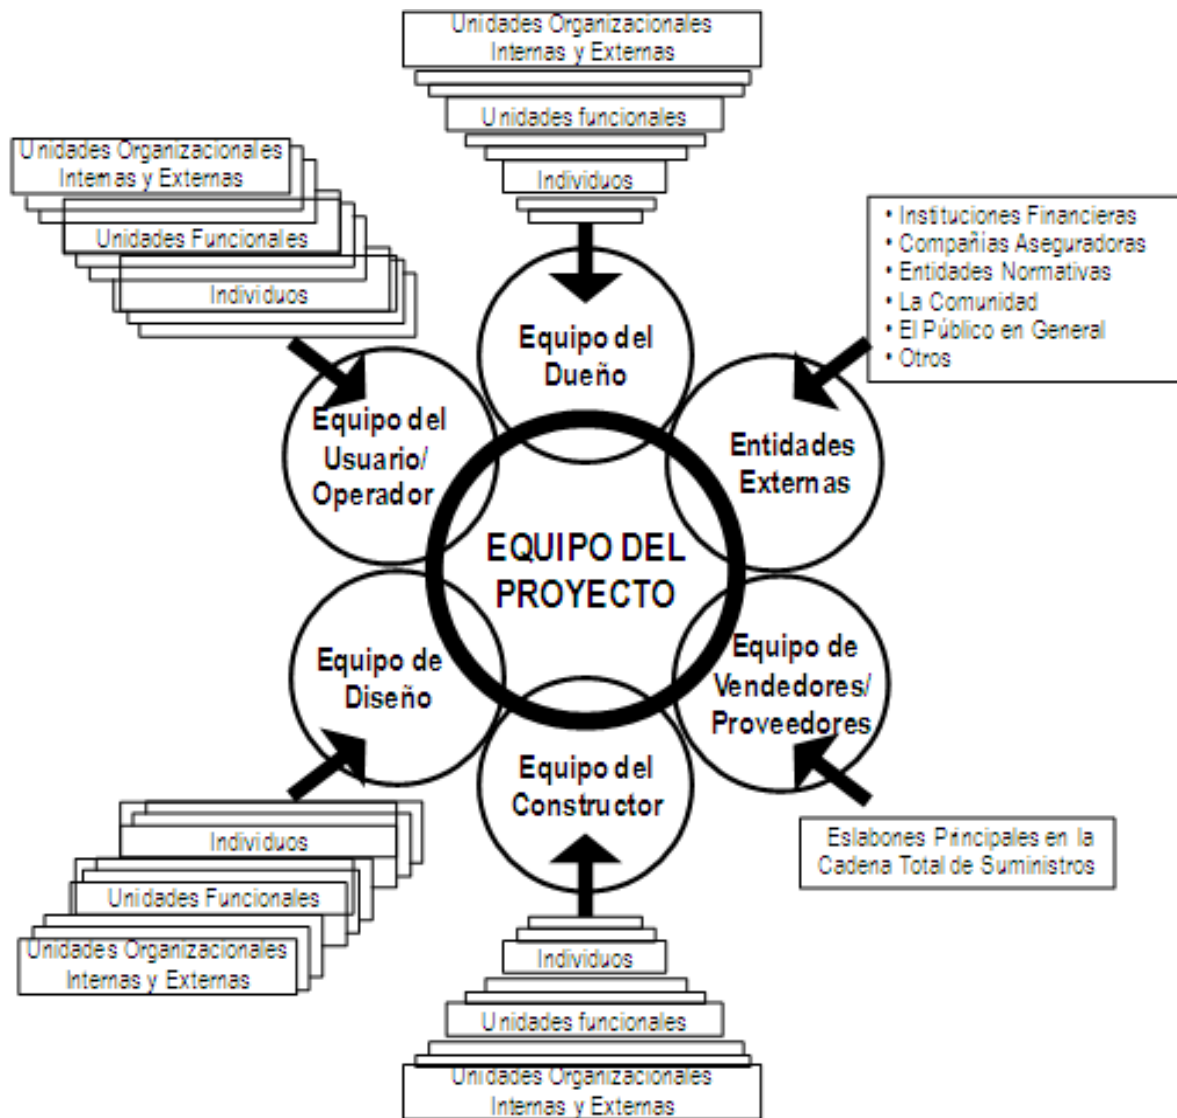 Unidades Organizacionales
Internas y Externas
Unidades funcionales
Individuos
Unidades Organizacionales
Internas y Externas
Unidades Funcionales
Individuos
• Instituciones Financieras
• Compañías Aseguradoras
• Entidades Normativas
• La Comunidad
• El Público en General
• Otros
Equipo del
Dueño
Equipo del
Usuario/
Operador
Entidades
Externas
EQUIPO DEL
PROYECTO
Equipo de
Diseño
Equipo de
Vendedores/
Proveedores
Equipo del
Constructor
Eslabones Principales en la
Cadena Total de Suministros
Individuos
Unidades Funcionales
Unidades Organizacionales
Internas y Externas
Individuos
Unidades funcionales
Unidades Organizacionales
Internas y Externas